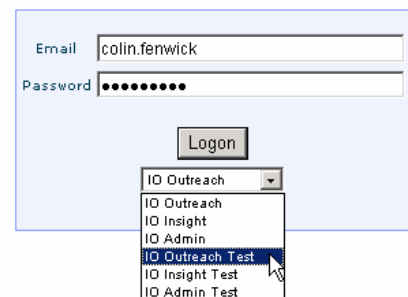 Email colin.fenwick
Password •••••••••
Logon
IO Outreach
IO Outreach
IO Insight
IO Admin
IO Outreach Test
IO Insight Test
IO Admin Test